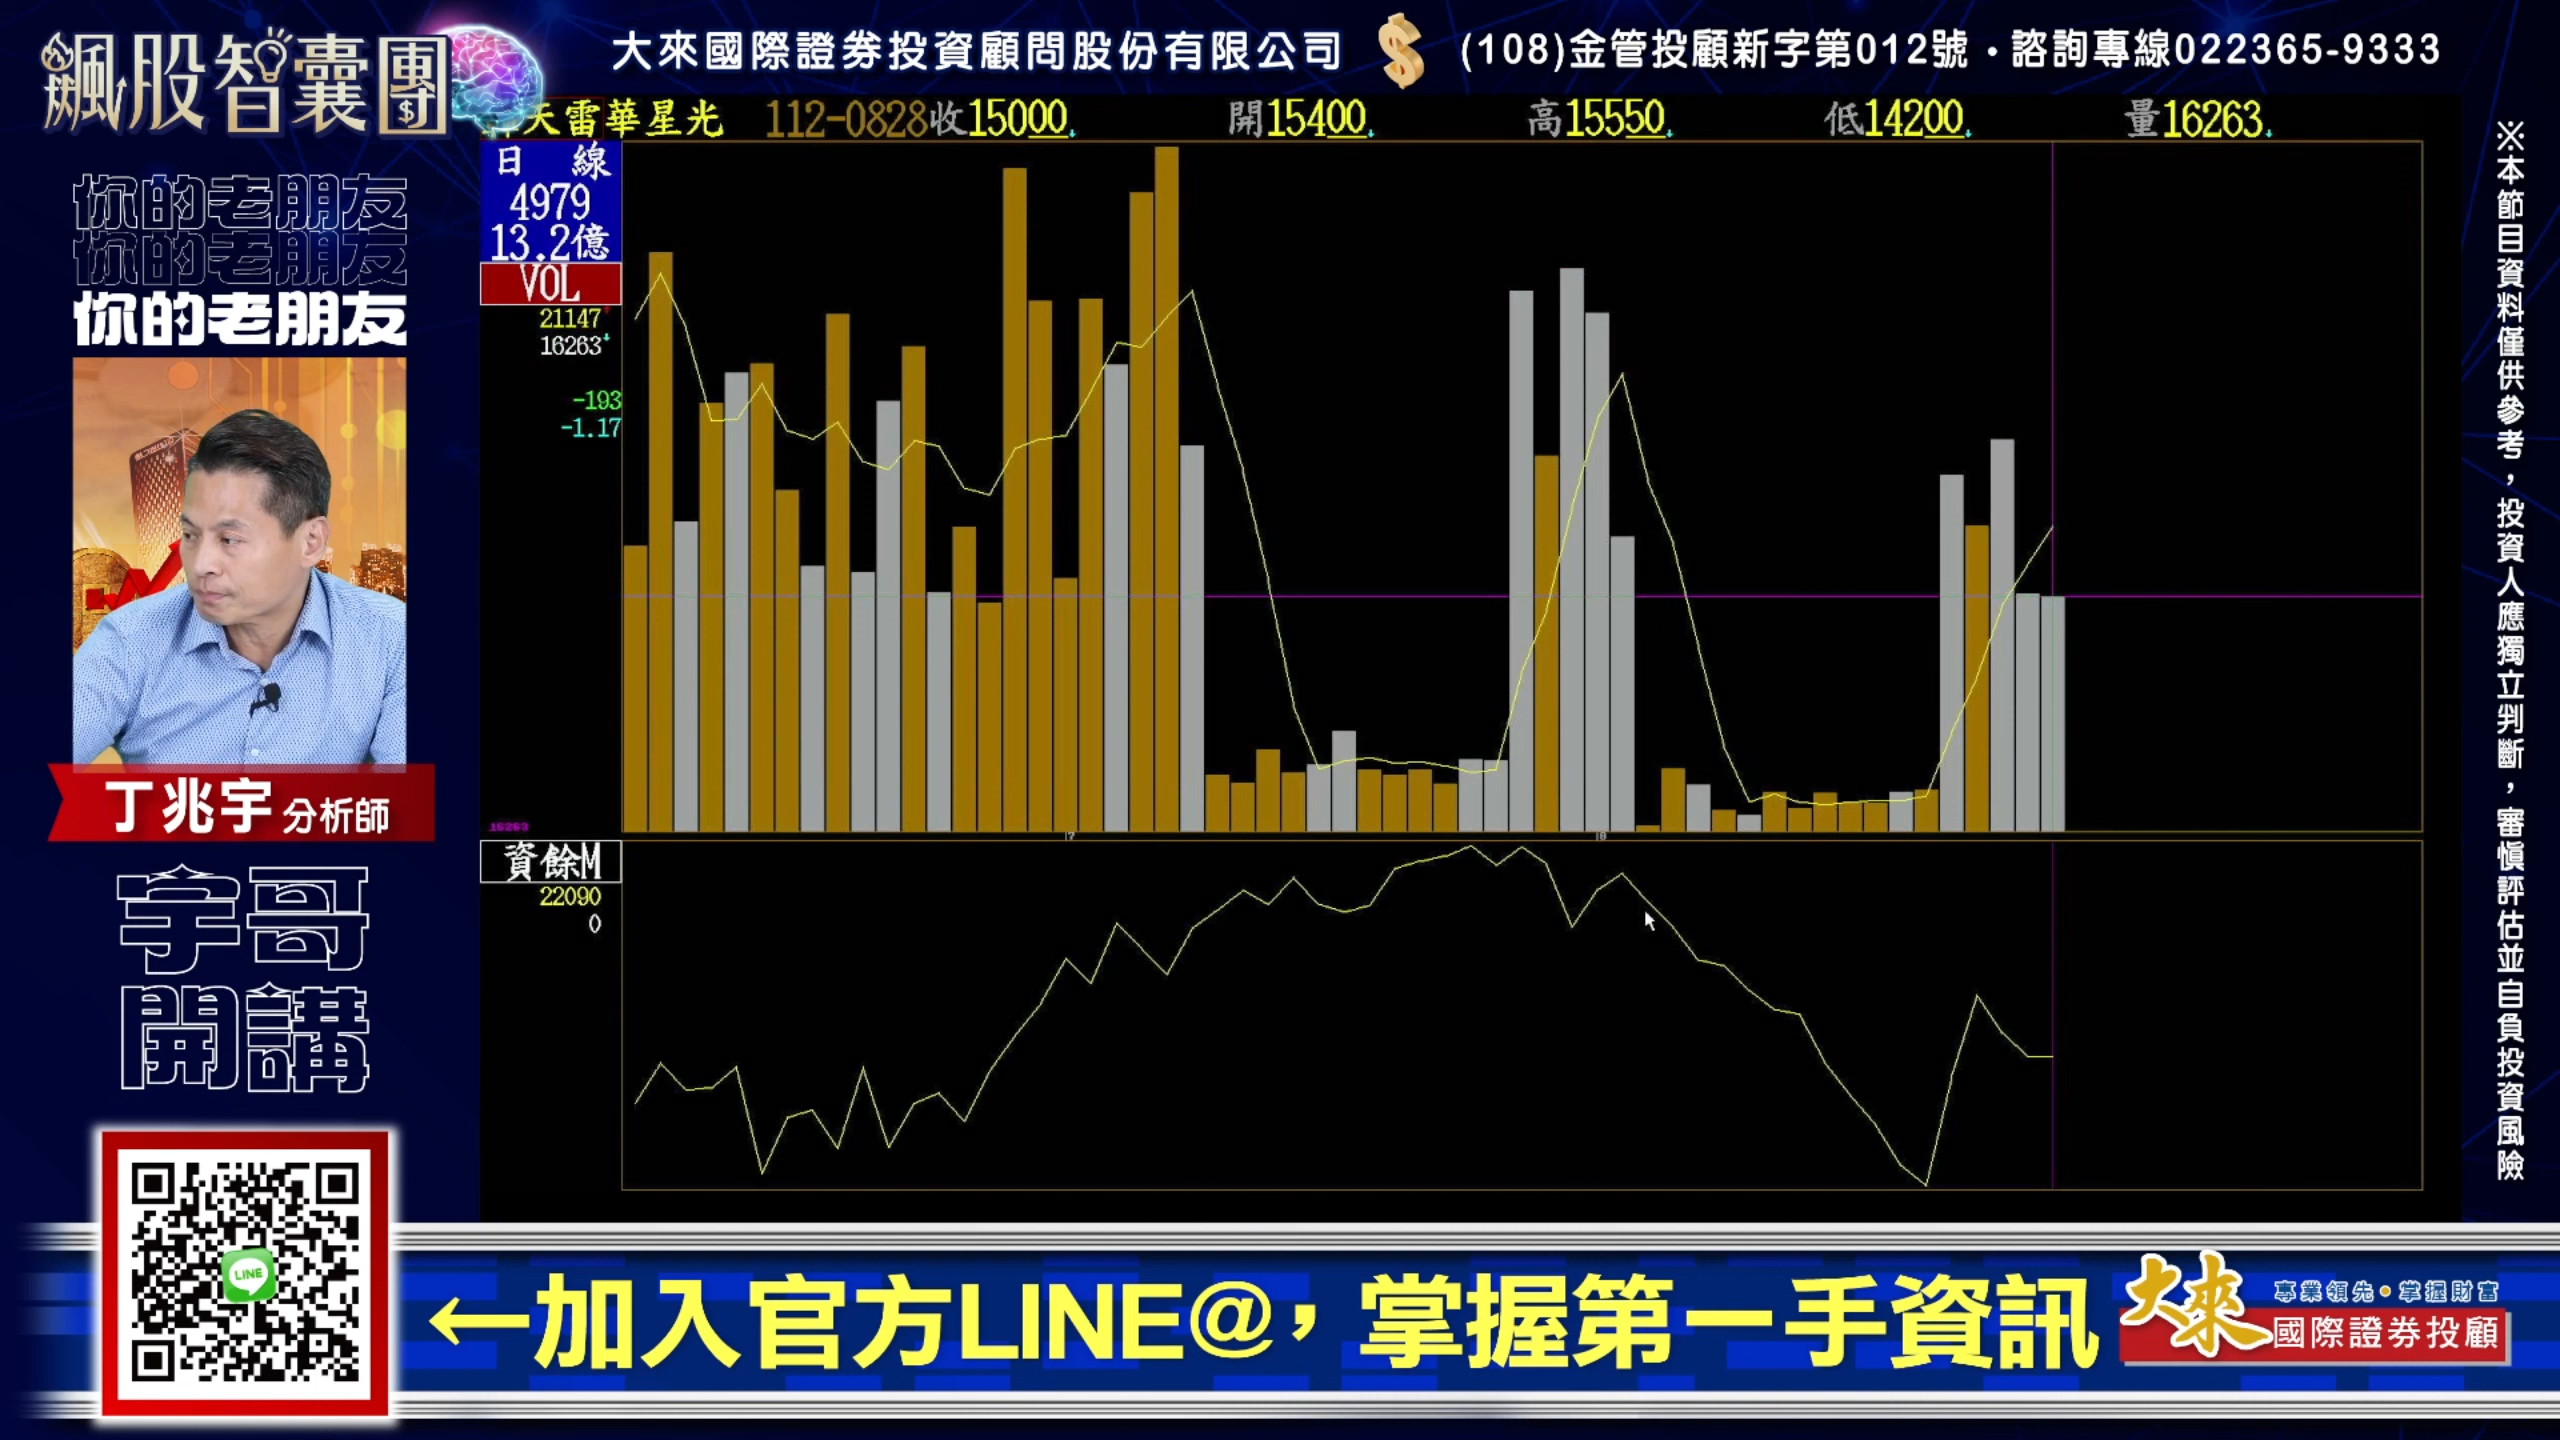 飆股智囊團
大來國際證券投資顧問股份有限公司
(108)金管投顧新字第012號・諮詢專線022365-9333
天雷華星光 112-0828收15000 開15400 高15550 低14200 量16263
日 線
4979
13.2億
VOL
21147
16263
-193
-1.17
16263
7
8
資餘M
22090
0
你的老朋友
你的老朋友
你的老朋友
丁兆宇 分析師
宇哥
開講
LINE
※本節目資料僅供參考，投資人應獨立判斷，審慎評估並自負投資風險
←加入官方LINE@，掌握第一手資訊
大來
專業領先•掌握財富
國際證券投顧